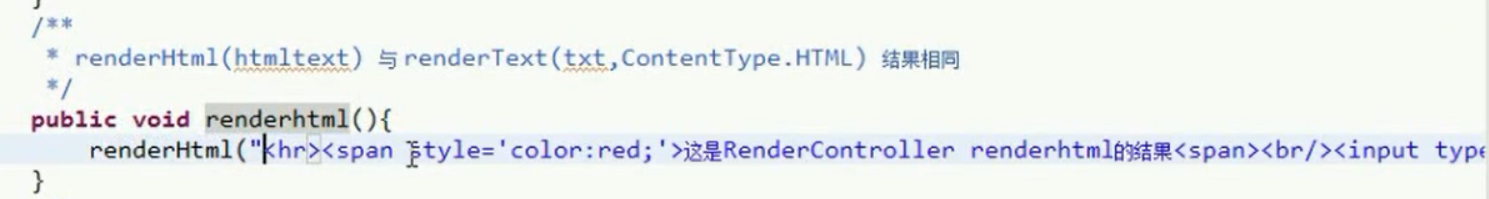 }
/**
* renderHtml(htmltext) 与renderText(txt,ContentType.HTML) 结果相同
*/
public void renderhtml(){
renderHtml("<hr><span style='color:red;'>这是RenderController renderhtml的结果<span><br/><input type
}